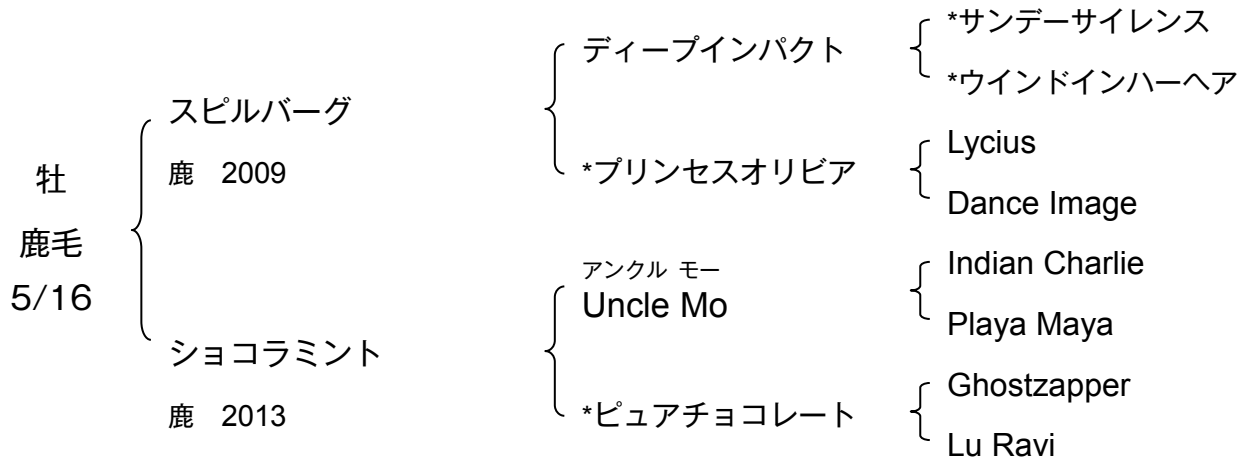 牡
鹿毛
5/16
スピルバーグ
鹿　2009
ショコラミント
鹿　2013
ディープインパクト
*プリンセスオリビア
アンクル モー
Uncle Mo
*ピュアチョコレート
*サンデーサイレンス
*ウインドインハーヘア
Lycius
Dance Image
Indian Charlie
Playa Maya
Ghostzapper
Lu Ravi